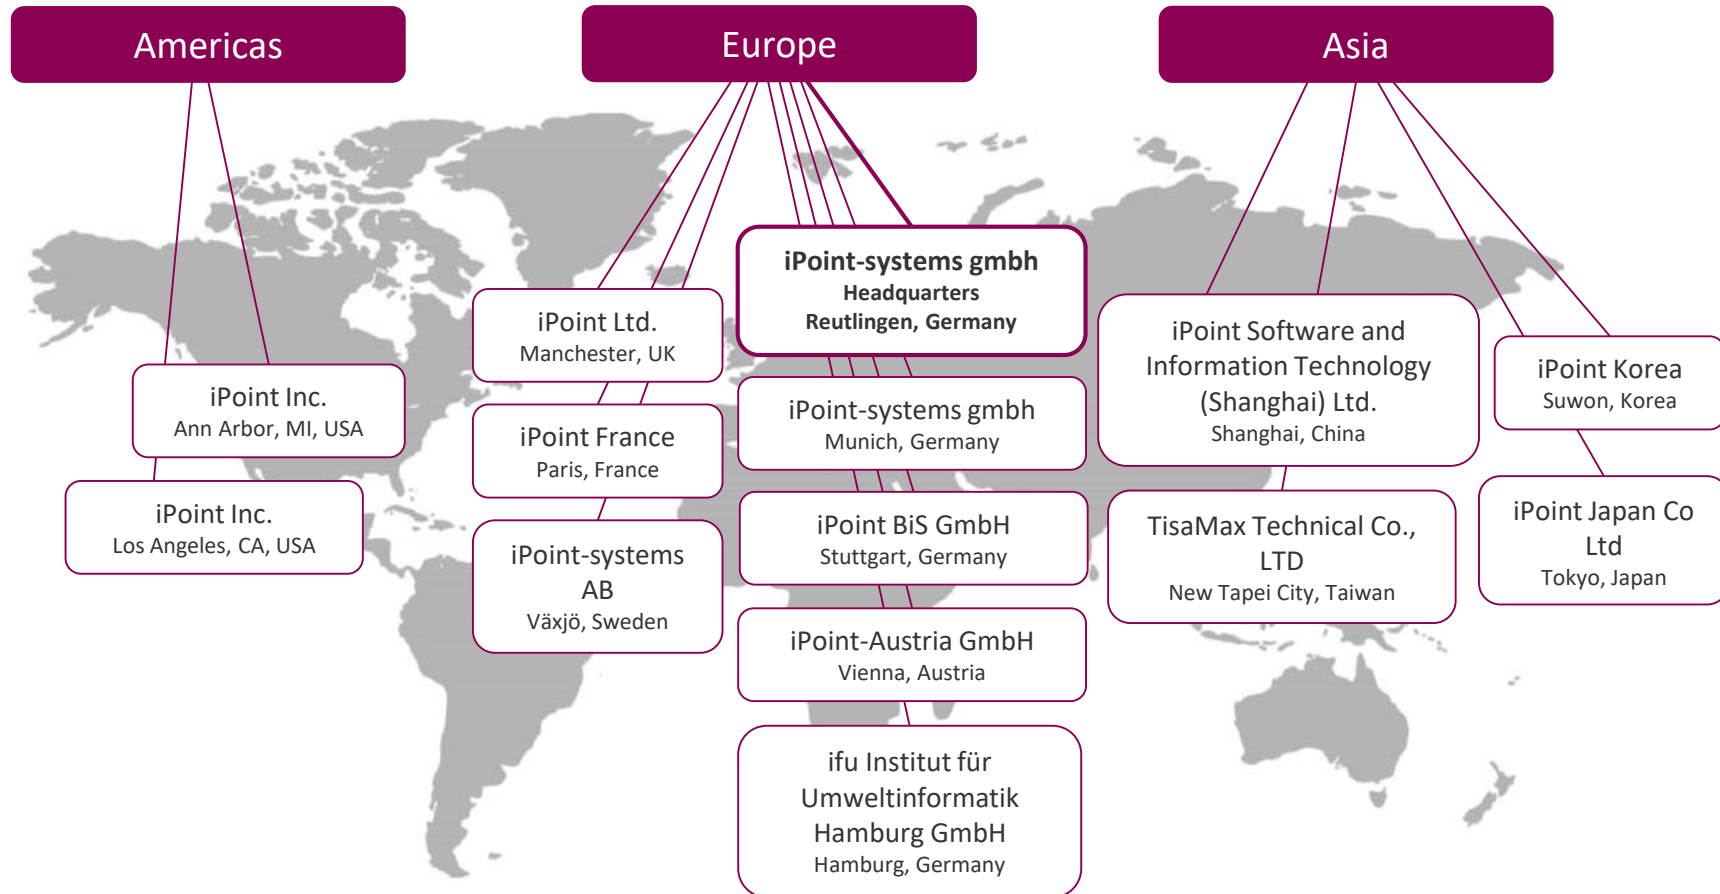 Americas
Europe
Asia
iPoint Inc.
Ann Arbor, MI, USA
iPoint Inc.
Los Angeles, CA, USA
iPoint Ltd.
Manchester, UK
iPoint France
Paris, France
iPoint-systems
AB
Växjö, Sweden
iPoint-systems gmbh
Headquarters
Reutlingen, Germany
iPoint-systems gmbh
Munich, Germany
iPoint BiS GmbH
Stuttgart, Germany
iPoint-Austria GmbH
Vienna, Austria
ifu Institut für
Umweltinformatik
Hamburg GmbH
Hamburg, Germany
iPoint Software and
Information Technology
(Shanghai) Ltd.
Shanghai, China
TisaMax Technical Co.,
LTD
New Tapei City, Taiwan
iPoint Korea
Suwon, Korea
iPoint Japan Co
Ltd
Tokyo, Japan